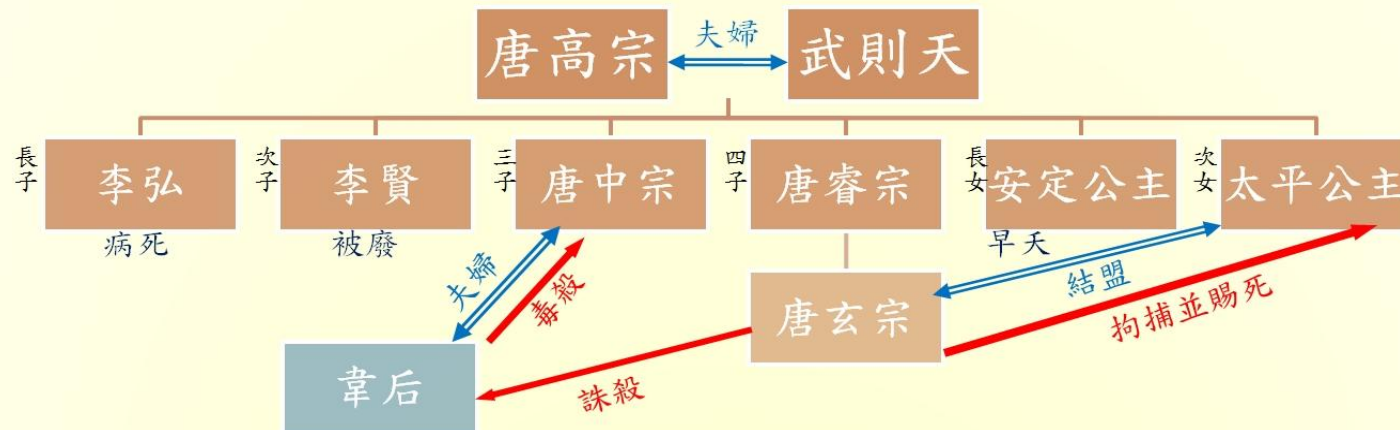 夫婦
唐高宗
武則天
長子
李弘
病死
次子
李賢
被廢
三子
唐中宗
四子
唐睿宗
長女
安定公主
早夭
次女
太平公主
夫婦
毒殺
結盟
唐玄宗
拘捕並賜死
韋后
誅殺